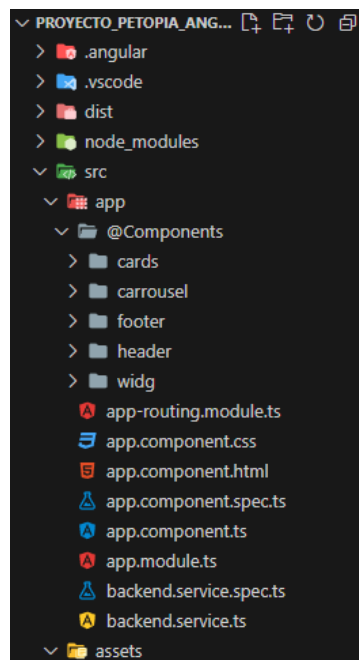 PROYECTO_PETOPIA_ANG...
.angular
.vscode
dist
node_modules
src
app
@Components
cards
carrousel
footer
header
widg
app-routing.module.ts
app.component.css
app.component.html
app.component.spec.ts
app.component.ts
app.module.ts
backend.service.spec.ts
backend.service.ts
assets